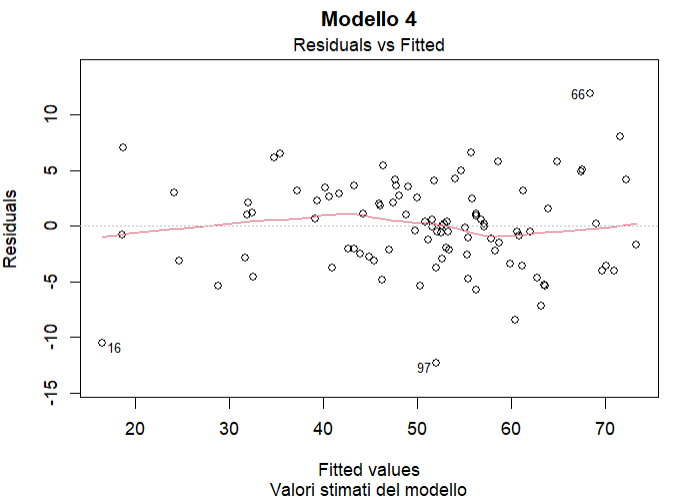 Modello 4
Residuals vs Fitted
Residuals
10
5
0
-5
-10
-15
66
16
97
20 30 40 50 60 70
Fitted values
Valori stimati del modello